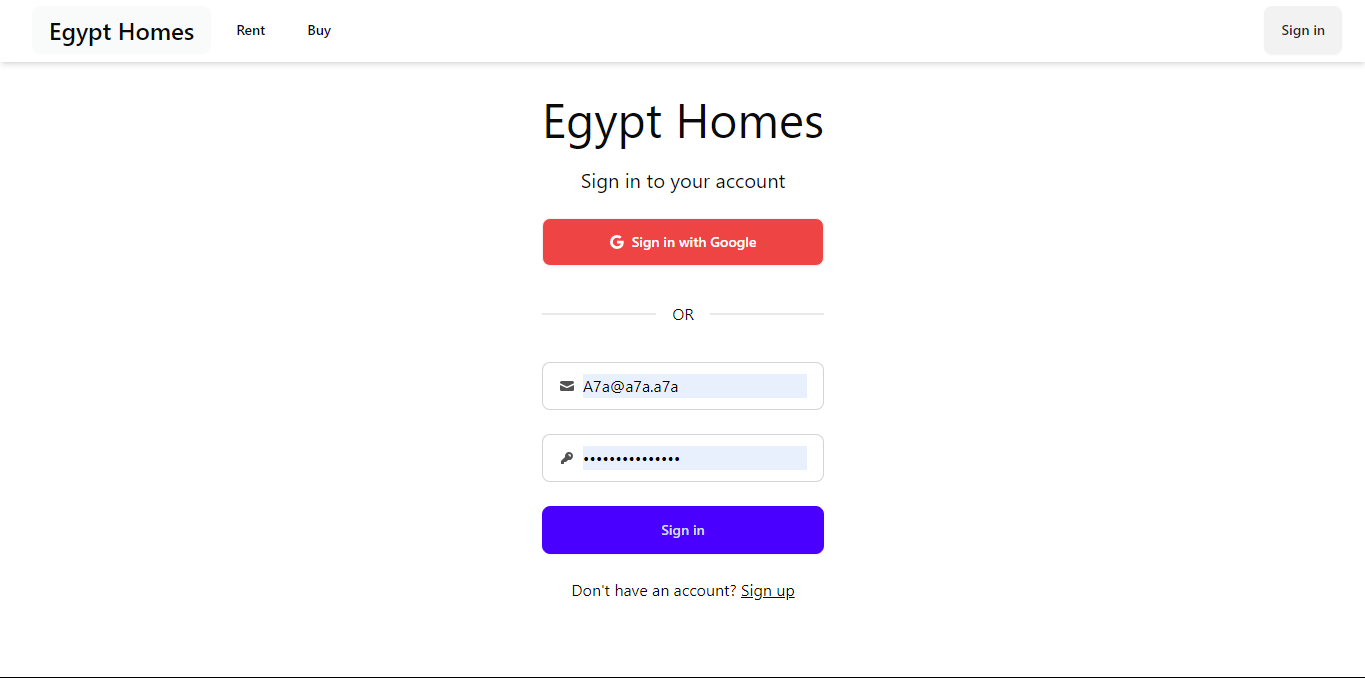 Egypt Homes Rent Buy Sign in
Egypt Homes
Sign in to your account
G Sign in with Google
OR
A7a@a7a.a7a
•••••••••••••••
Sign in
Don't have an account? Sign up